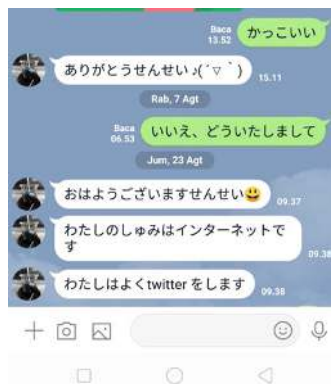 かっこいい
Baca
13.52
ありがとうせんせい♪(´▽｀)
15.11
Rab, 7 Agt
いいえ、どういたしまして
Baca
06.53
Jum, 23 Agt
おはようございますせんせい😃
09.37
わたしのしゅみはインターネットで
す
わたしはよくtwitter をします
09.38